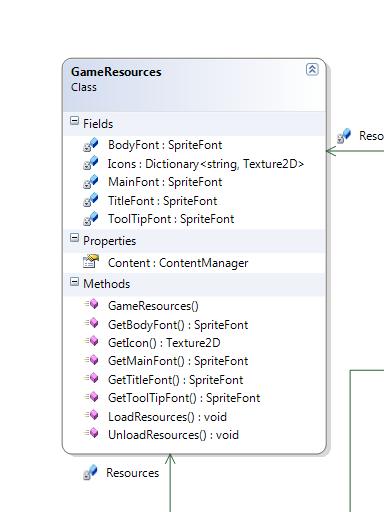 GameResources
Class
Fields
BodyFont : SpriteFont
Icons : Dictionary<string, Texture2D>
MainFont : SpriteFont
TitleFont : SpriteFont
ToolTipFont : SpriteFont
Properties
Content : ContentManager
Methods
GameResources()
GetBodyFont() : SpriteFont
GetIcon() : Texture2D
GetMainFont() : SpriteFont
GetTitleFont() : SpriteFont
GetToolTipFont() : SpriteFont
LoadResources() : void
UnloadResources() : void
Reso
Resources